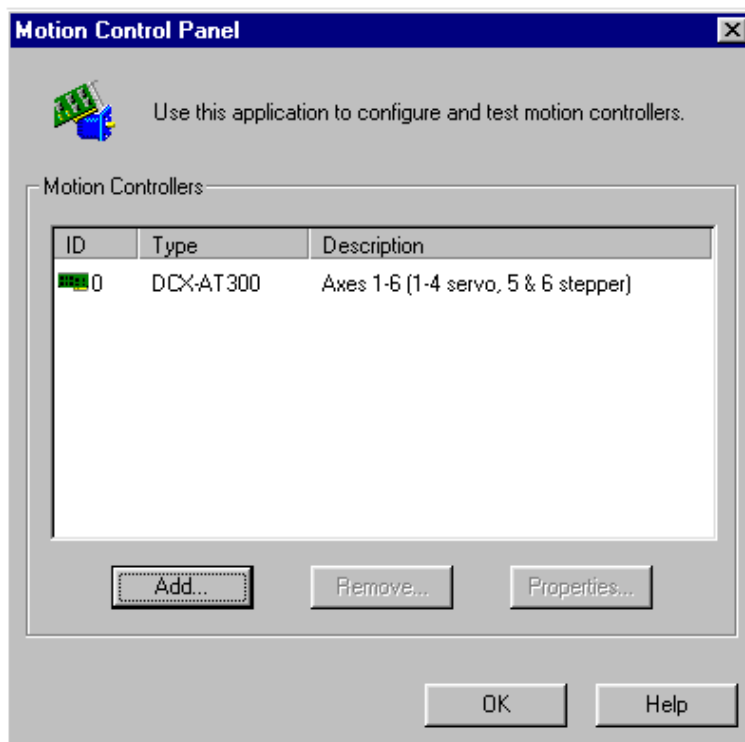 Motion Control Panel
Use this application to configure and test motion controllers.
Motion Controllers
ID Type Description
0 DCX-AT300 Axes 1-6 (1-4 servo, 5 & 6 stepper)
Add... Remove... Properties...
OK Help